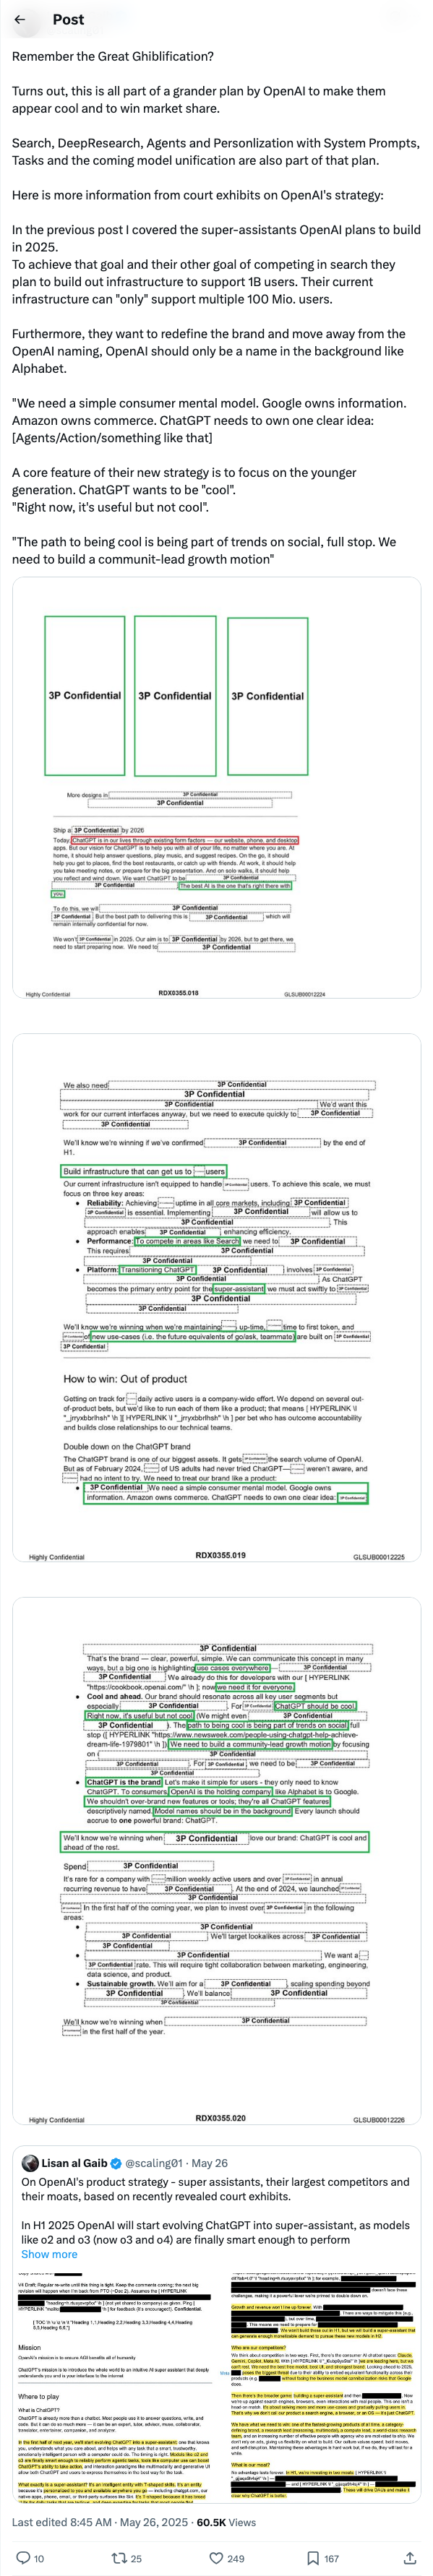 Post
Remember the Great Ghiblification?
Turns out, this is all part of a grander plan by OpenAI to make them
appear cool and to win market share.
Search, DeepResearch, Agents and Personlization with System Prompts,
Tasks and the coming model unification are also part of that plan.
Here is more information from court exhibits on OpenAI's strategy:
In the previous post I covered the super-assistants OpenAI plans to build
in 2025.
To achieve that goal and their other goal of competing in search they
plan to build out infrastructure to support 1B users. Their current
infrastructure can "only" support multiple 100 Mio. users.
Furthermore, they want to redefine the brand and move away from the
OpenAI naming, OpenAI should only be a name in the background like
Alphabet.
"We need a simple consumer mental model. Google owns information.
Amazon owns commerce. ChatGPT needs to own one clear idea:
[Agents/Action/something like that]
A core feature of their new strategy is to focus on the younger
generation. ChatGPT wants to be "cool".
"Right now, it's useful but not cool".
"The path to being cool is being part of trends on social, full stop. We
need to build a communit-lead growth motion"
3P Confidential 3P Confidential 3P Confidential
More designs in 3P Confidential
3P Confidential
Ship a 3P Confidential by 2026
Today, ChatGPT is in our lives through existing form factors — our website, phone, and desktop
apps. But our vision for ChatGPT is to help you with all of your life, no matter where you are. At
home, it should help answer questions, play music, and suggest recipes. On the go, it should
help you get to places, find the best restaurants, or catch up with friends. At work, it should help
you take meeting notes, or prepare for the big presentation. And on solo walks, it should help
you reflect and wind down. We want ChatGPT to be 3P Confidential
3P Confidential The best AI is the one that's right there with
you.
To do this, we will 3P Confidential
3P Confidential But the best path to delivering this is 3P Confidential which will
remain internally confidential for now.
We won't 3P Confidential in 2025. Our aim is to 3P Confidential by 2026, but to get there, we
need to start preparing now. We need to 3P Confidential
Highly Confidential RDX0355.018 GLSUB00012224
We also need 3P Confidential
3P Confidential
3P Confidential We'd want this
work for our current interfaces anyway, but we need to execute quickly to 3P Confidential
3P Confidential
We'll know we're winning if we've confirmed 3P Confidential by the end of
H1.
Build infrastructure that can get us to users
Our current infrastructure isn't equipped to handle users. To achieve this scale, we must
focus on three key areas:
• Reliability: Achieving uptime in all core markets, including 3P Confidential
3P Confidential is essential. Implementing 3P Confidential will allow us to
3P Confidential . This
approach enables 3P Confidential enhancing efficiency.
• Performance: To compete in areas like Search we need to 3P Confidential
This requires 3P Confidential
3P Confidential
• Platform: Transitioning ChatGPT 3P Confidential involves 3P Confidential
3P Confidential As ChatGPT
becomes the primary entry point for the super-assistant, we must act swiftly to 3P Confidential
3P Confidential
3P Confidential
We'll know we're winning when we're maintaining up-time, time to first token, and
of new use-cases (i.e. the future equivalents of go/ask, teammate) are built on 3P Confidential
3P Confidential
How to win: Out of product
Getting on track for daily active users is a company-wide effort. We depend on several out-
of-product bets, but we'd like to run each of them like a product; that means [ HYPERLINK \l
"_jrryxbbrlhsh" \h ][ HYPERLINK \l "_jrryxbbrlhsh" \h ] per bet who has outcome accountability
and builds close relationships to our technical teams.
Double down on the ChatGPT brand
The ChatGPT brand is one of our biggest assets. It gets the search volume of OpenAI.
But as of February 2024, of US adults had never tried ChatGPT— weren't aware, and
had no intent to try. We need to treat our brand like a product:
• 3P Confidential We need a simple consumer mental model. Google owns
information. Amazon owns commerce. ChatGPT needs to own one clear idea: 3P Confidential
Highly Confidential RDX0355.019 GLSUB00012225
3P Confidential
That's the brand — clear, powerful, simple. We can communicate this concept in many
ways, but a big one is highlighting use cases everywhere— 3P Confidential
3P Confidential We already do this for developers with our [ HYPERLINK
"https://cookbook.openai.com/" \h ]; now we need it for everyone.
• Cool and ahead. Our brand should resonate across all key user segments but
especially 3P Confidential . For ChatGPT should be cool.
Right now, it's useful but not cool. (We might even 3P Confidential
3P Confidential ). The path to being cool is being part of trends on social, full
stop ([ HYPERLINK "https://www.newsweek.com/people-using-chatgpt-help-achieve-
dream-life-1979801" \h ]) We need to build a community-lead growth motion by focusing
on 3P Confidential
3P Confidential . For 3P Confidential we need to be 3P Confidential
3P Confidential
• ChatGPT is the brand. Let's make it simple for users - they only need to know
ChatGPT. To consumers, OpenAI is the holding company like Alphabet is to Google.
We shouldn't over-brand new features or tools; they're all ChatGPT features
descriptively named. Model names should be in the background. Every launch should
accrue to one powerful brand: ChatGPT.
We'll know we're winning when 3P Confidential love our brand: ChatGPT is cool and
ahead of the rest.
Spend 3P Confidential
It's rare for a company with million weekly active users and over in annual
recurring revenue to have 3P Confidential . At the end of 2024, we launched
3P Confidential
In the first half of the coming year, we plan to invest over 3P Confidential in the following
areas:
• 3P Confidential
3P Confidential We'll target lookalikes across 3P Confidential
3P Confidential
• 3P Confidential We want a
3P Confidential rate. This will require tight collaboration between marketing, engineering,
data science, and product.
• Sustainable growth. We'll aim for a 3P Confidential , scaling spending beyond
3P Confidential . We'll balance 3P Confidential
3P Confidential
We'll know we're winning when 3P Confidential
in the first half of the year.
Highly Confidential RDX0355.020 GLSUB00012226
Lisan al Gaib @scaling01 · May 26
On OpenAI's product strategy - super assistants, their largest competitors and
their moats, based on recently revealed court exhibits.
In H1 2025 OpenAI will start evolving ChatGPT into super-assistant, as models
like o2 and o3 (now o3 and o4) are finally smart enough to perform
Show more
Mission
OpenAI's mission is to ensure AGI benefits all of humanity
Where to play
What is ChatGPT?
Who are our competitors?
What is our moat?
Last edited 8:45 AM · May 26, 2025 · 60.5K Views
10 25 249 167